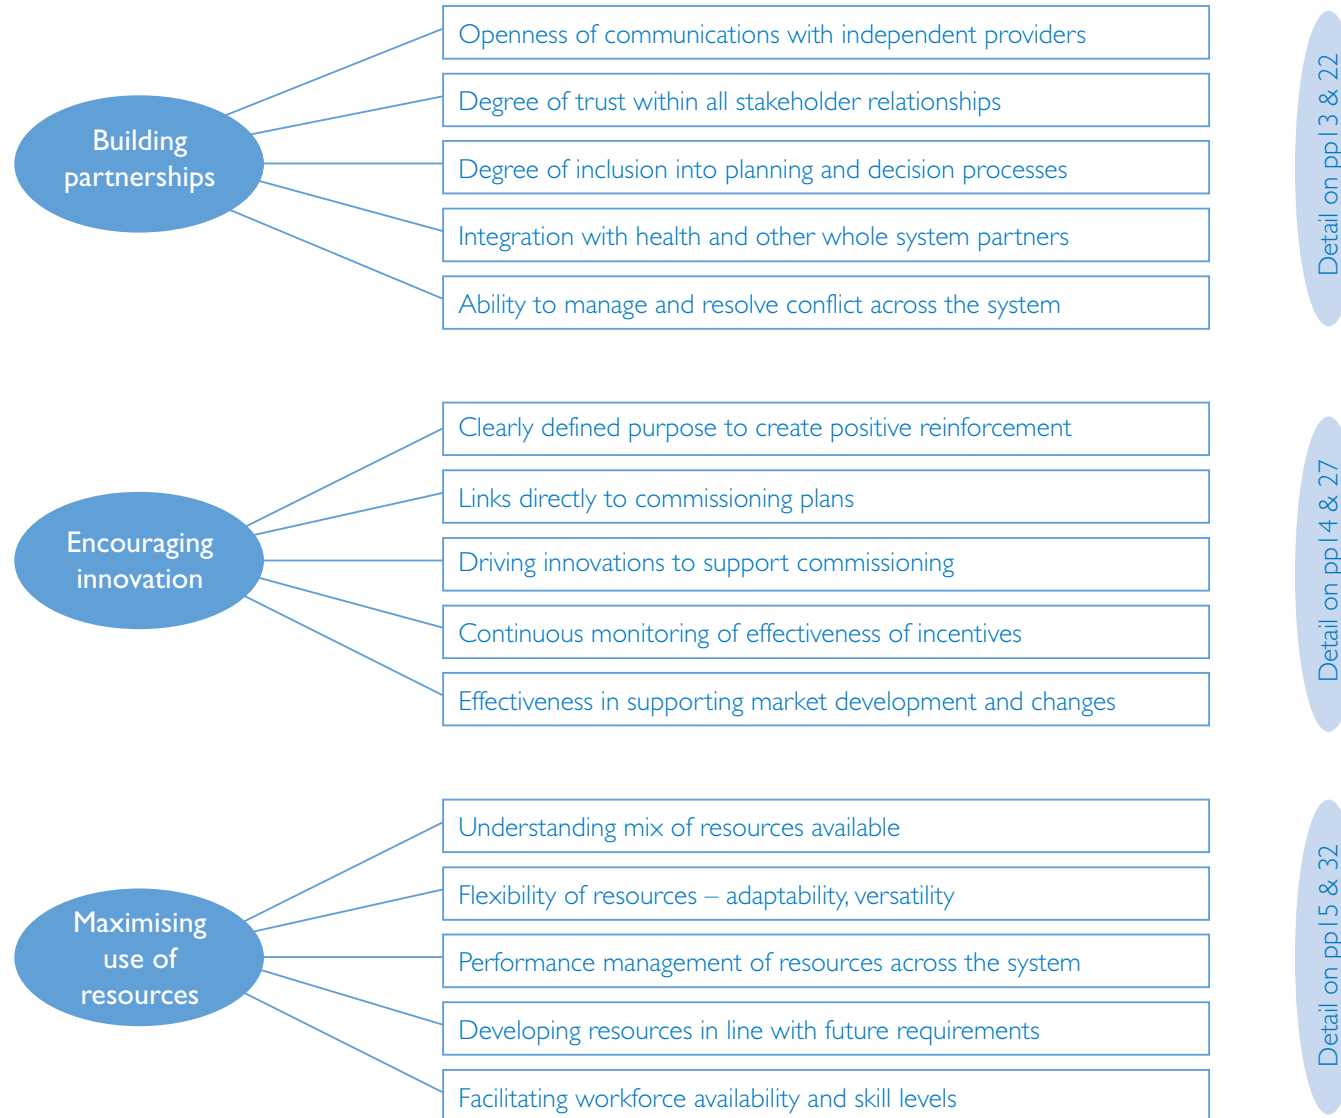 Building
partnerships
Openness of communications with independent providers
Degree of trust within all stakeholder relationships
Degree of inclusion into planning and decision processes
Integration with health and other whole system partners
Ability to manage and resolve conflict across the system
Detail on pp13 & 22
Encouraging
innovation
Clearly defined purpose to create positive reinforcement
Links directly to commissioning plans
Driving innovations to support commissioning
Continuous monitoring of effectiveness of incentives
Effectiveness in supporting market development and changes
Detail on pp14 & 27
Maximising
use of
resources
Understanding mix of resources available
Flexibility of resources – adaptability, versatility
Performance management of resources across the system
Developing resources in line with future requirements
Facilitating workforce availability and skill levels
Detail on pp15 & 32